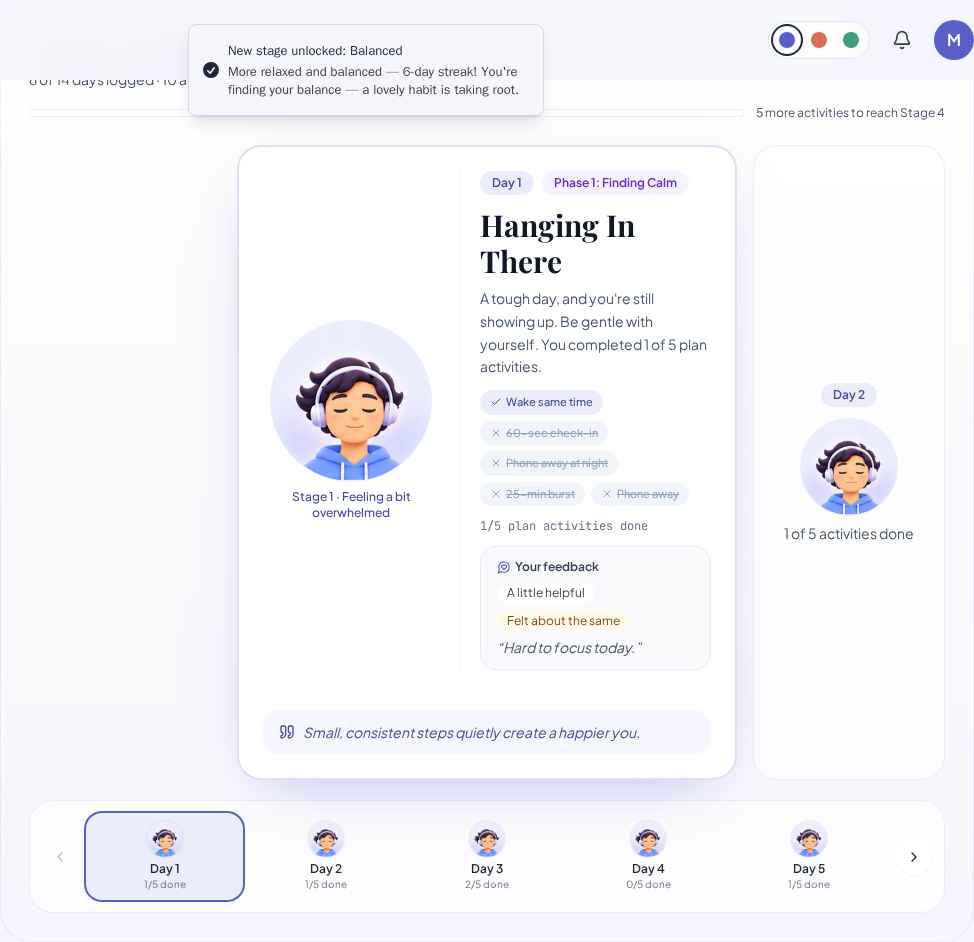 M
New stage unlocked: Balanced
More relaxed and balanced — 6-day streak! You're
finding your balance — a lovely habit is taking root.
6 of 14 days logged · 10 a
5 more activities to reach Stage 4
Stage 1 · Feeling a bit
overwhelmed
Day 1
Phase 1: Finding Calm
Hanging In
There
A tough day, and you're still
showing up. Be gentle with
yourself. You completed 1 of 5 plan
activities.
Wake same time
60-sec check-in
Phone away at night
25-min burst
Phone away
1/5 plan activities done
Your feedback
A little helpful
Felt about the same
“Hard to focus today.”
Small, consistent steps quietly create a happier you.
Day 2
1 of 5 activities done
Day 1
1/5 done
Day 2
1/5 done
Day 3
2/5 done
Day 4
0/5 done
Day 5
1/5 done